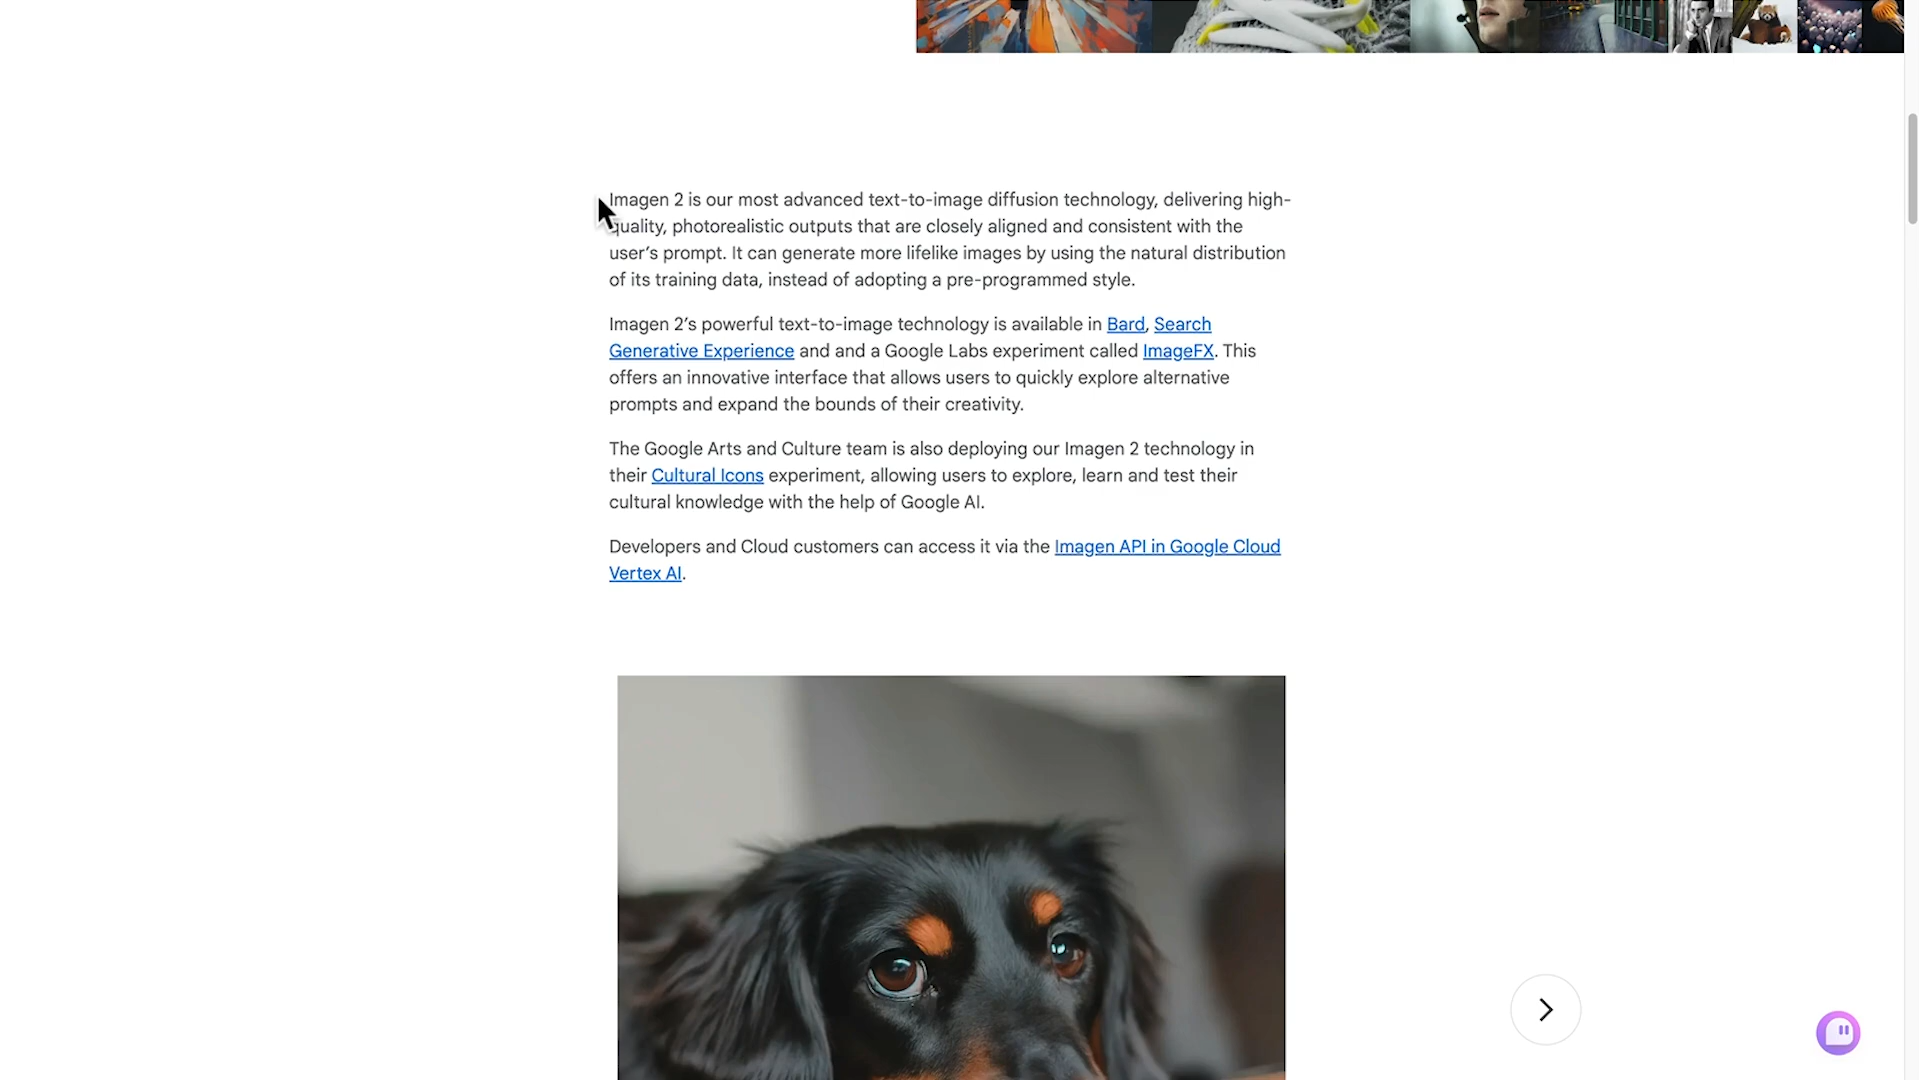 Imagen 2 is our most advanced text-to-image diffusion technology, delivering high-
quality, photorealistic outputs that are closely aligned and consistent with the
user’s prompt. It can generate more lifelike images by using the natural distribution
of its training data, instead of adopting a pre-programmed style.
Imagen 2’s powerful text-to-image technology is available in Bard, Search
Generative Experience and and a Google Labs experiment called ImageFX. This
offers an innovative interface that allows users to quickly explore alternative
prompts and expand the bounds of their creativity.
The Google Arts and Culture team is also deploying our Imagen 2 technology in
their Cultural Icons experiment, allowing users to explore, learn and test their
cultural knowledge with the help of Google AI.
Developers and Cloud customers can access it via the Imagen API in Google Cloud
Vertex AI.